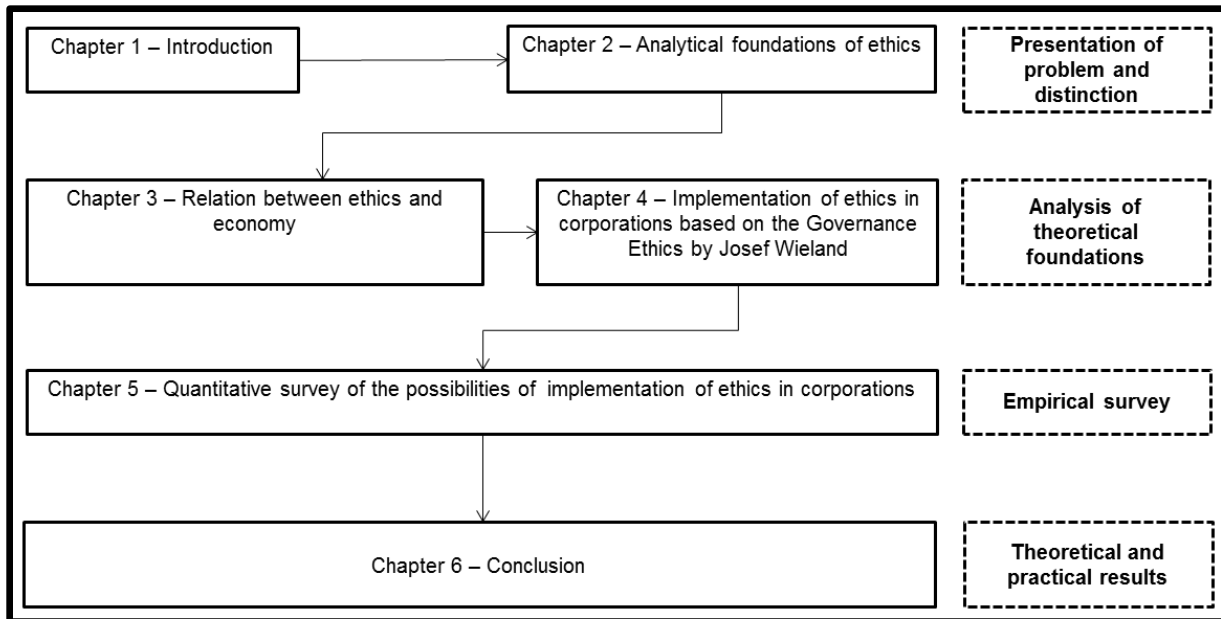 Chapter 1 – Introduction
Chapter 2 – Analytical foundations of ethics
Presentation of
problem and
distinction
Chapter 3 – Relation between ethics and
economy
Chapter 4 – Implementation of ethics in
corporations based on the Governance
Ethics by Josef Wieland
Analysis of
theoretical
foundations
Chapter 5 – Quantitative survey of the possibilities of implementation of ethics in corporations
Empirical survey
Chapter 6 – Conclusion
Theoretical and
practical results